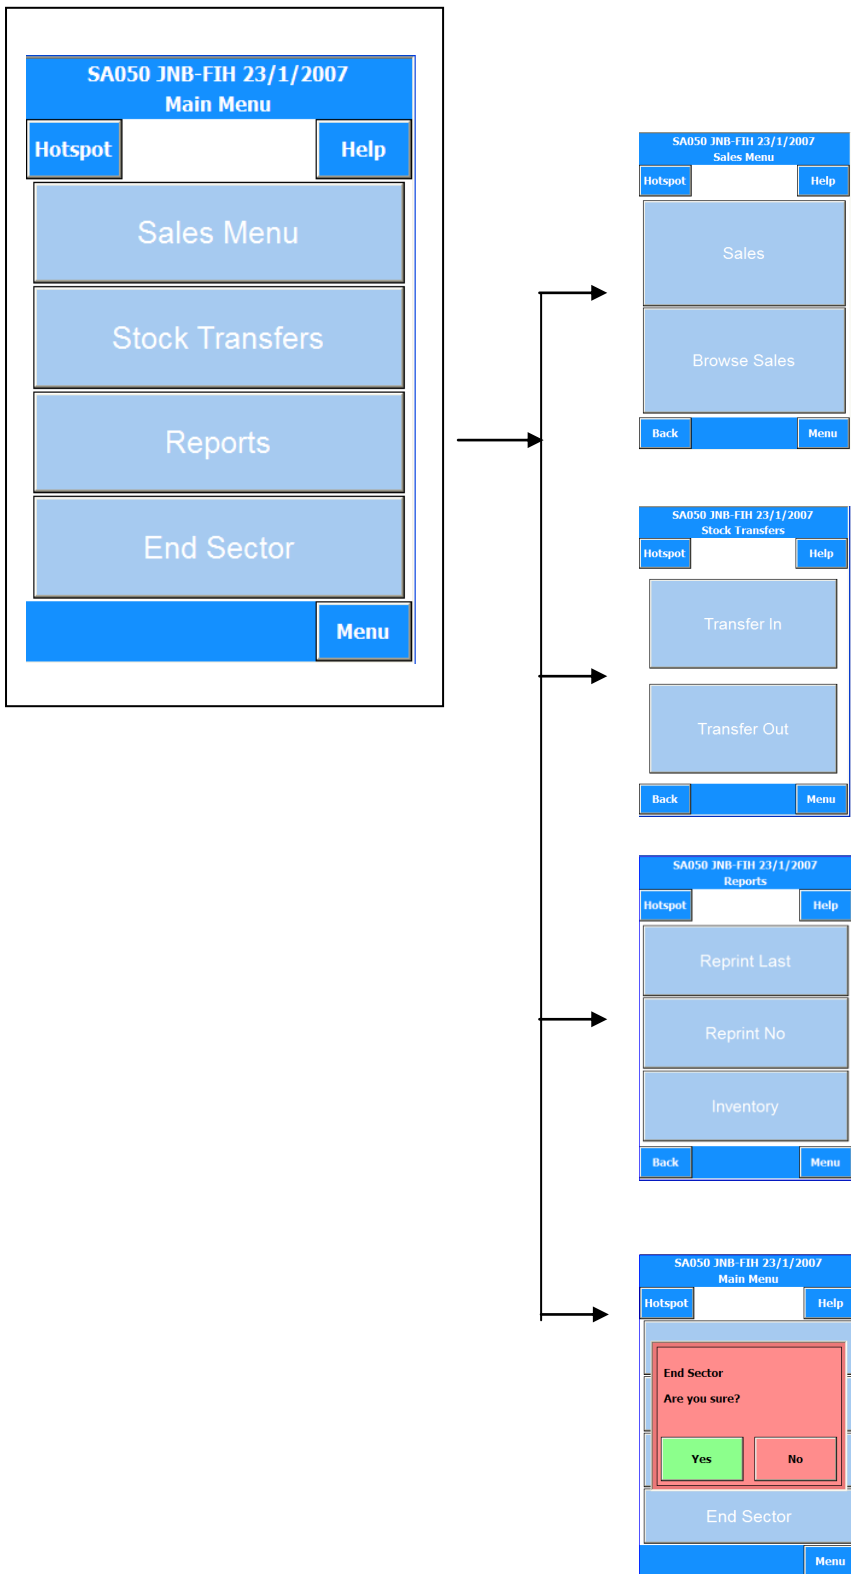 SA050 JNB-FIH 23/1/2007
Main Menu
Hotspot
Help
Sales Menu
Stock Transfers
Reports
End Sector
Menu
SA050 JNB-FIH 23/1/2007
Sales Menu
Hotspot
Help
Sales
Browse Sales
Back
Menu
SA050 JNB-FIH 23/1/2007
Stock Transfers
Hotspot
Help
Transfer In
Transfer Out
Back
Menu
SA050 JNB-FIH 23/1/2007
Reports
Hotspot
Help
Reprint Last
Reprint No
Inventory
Back
Menu
SA050 JNB-FIH 23/1/2007
Main Menu
Hotspot
Help
End Sector
Are you sure?
Yes
No
End Sector
Menu